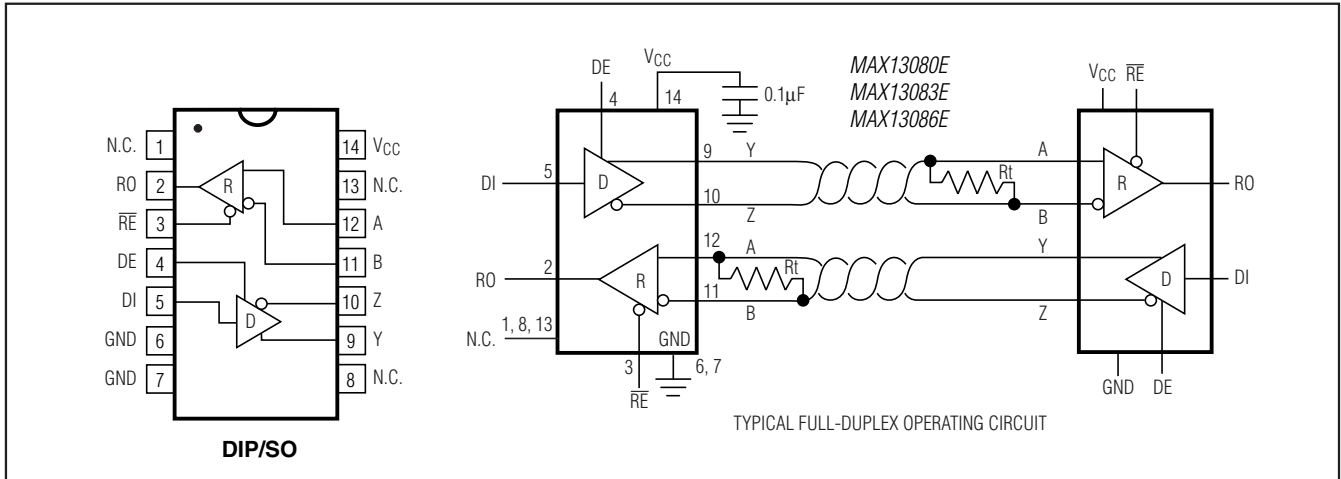 N.C. 1
RO 2
RE 3
DE 4
DI 5
GND 6
GND 7
14 VCC
13 N.C.
12 A
11 B
10 Z
9 Y
8 N.C.
R
D
DIP/SO
DE
4
VCC
14
0.1µF
MAX13080E
MAX13083E
MAX13086E
DI
5
D
9 Y
10 Z
RO
2
R
12 A
11 B
Rt
N.C. 1, 8, 13
GND
3
RE
6, 7
Rt
A
B
Y
Z
VCC RE
R
RO
D
DI
GND DE
TYPICAL FULL-DUPLEX OPERATING CIRCUIT